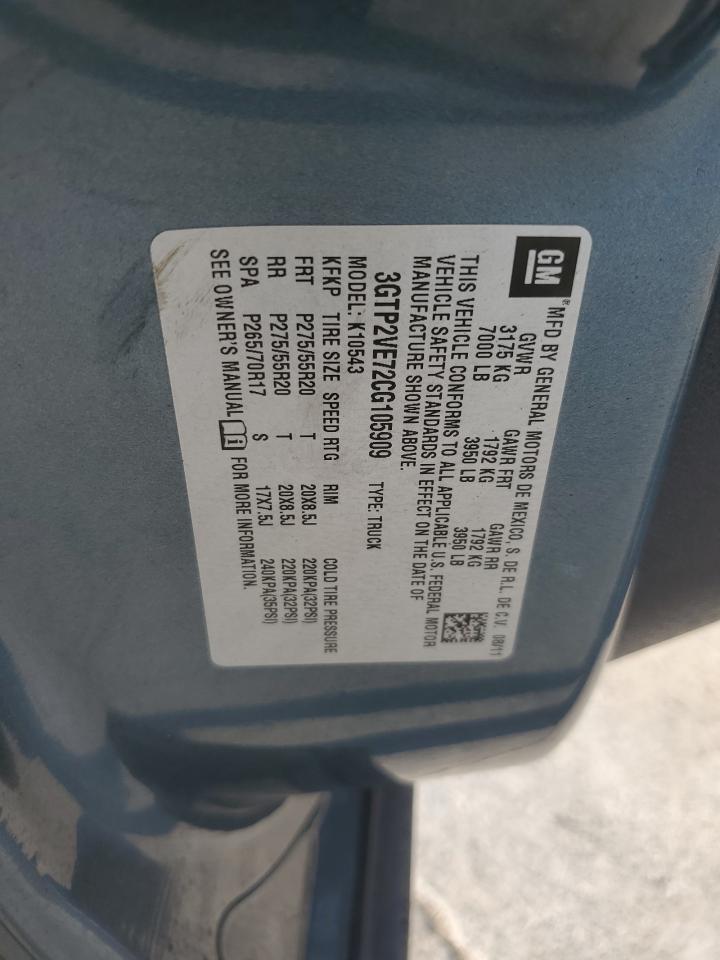 GM ® MFD BY GENERAL MOTORS DE MEXICO, S. DE R.L. DE C.V. 08/11
GVWR GAWR FRT GAWR RR
3175 KG 1792 KG 1792 KG
7000 LB 3950 LB 3950 LB
THIS VEHICLE CONFORMS TO ALL APPLICABLE U.S. FEDERAL MOTOR
VEHICLE SAFETY STANDARDS IN EFFECT ON THE DATE OF
MANUFACTURE SHOWN ABOVE.
3GTP2VE72CG105909 TYPE: TRUCK
MODEL: K10543
KFKP TIRE SIZE SPEED RTG RIM COLD TIRE PRESSURE
FRT P275/55R20 T 20X8.5J 220KPA(32PSI)
RR P275/55R20 T 20X8.5J 220KPA(32PSI)
SPA P265/70R17 S 17X7.5J 240KPA(35PSI)
SEE OWNER'S MANUAL FOR MORE INFORMATION.